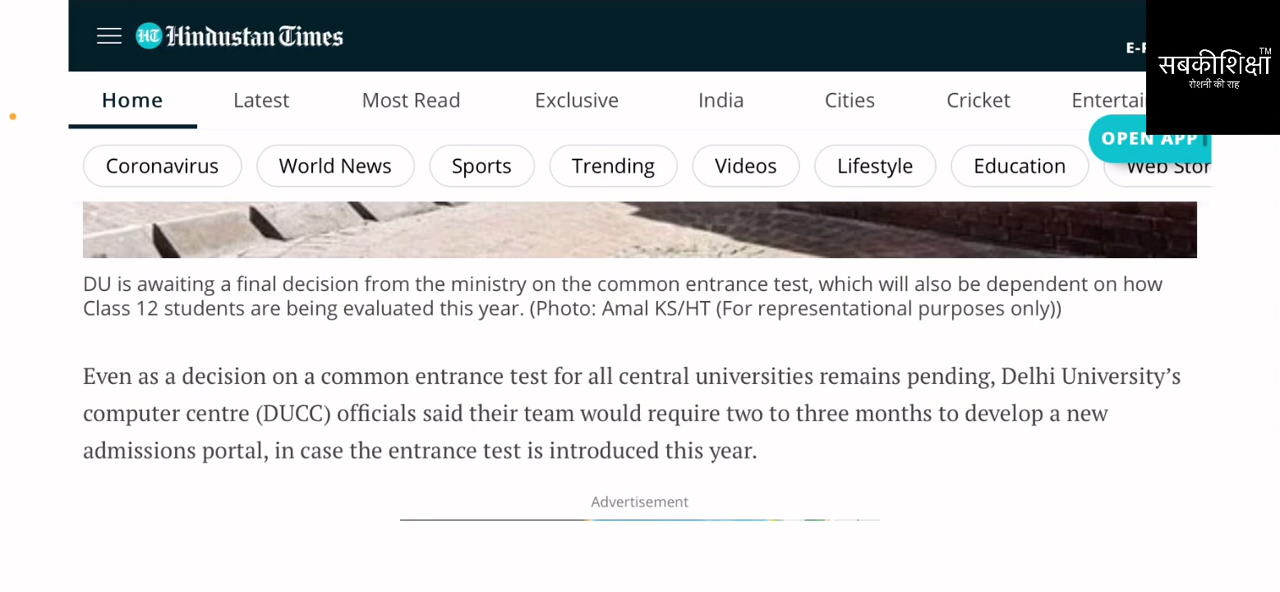 HT Hindustan Times
सबकीशिक्षा TM
रोशनी की राह
Home Latest Most Read Exclusive India Cities Cricket
OPEN APP
Coronavirus World News Sports Trending Videos Lifestyle Education Web
DU is awaiting a final decision from the ministry on the common entrance test, which will also be dependent on how
Class 12 students are being evaluated this year. (Photo: Amal KS/HT (For representational purposes only))
Even as a decision on a common entrance test for all central universities remains pending, Delhi University’s
computer centre (DUCC) officials said their team would require two to three months to develop a new
admissions portal, in case the entrance test is introduced this year.
Advertisement